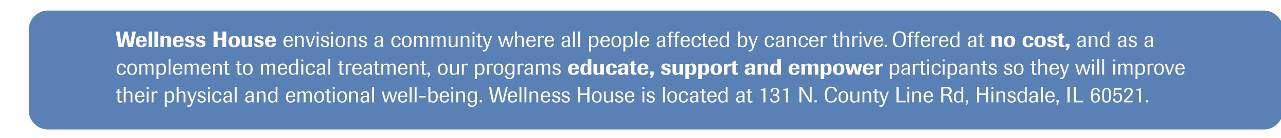 Wellness House envisions a community where all people affected by cancer thrive. Offered at no cost, and as a
complement to medical treatment, our programs educate, support and empower participants so they will improve
their physical and emotional well-being. Wellness House is located at 131 N. County Line Rd, Hinsdale, IL 60521.